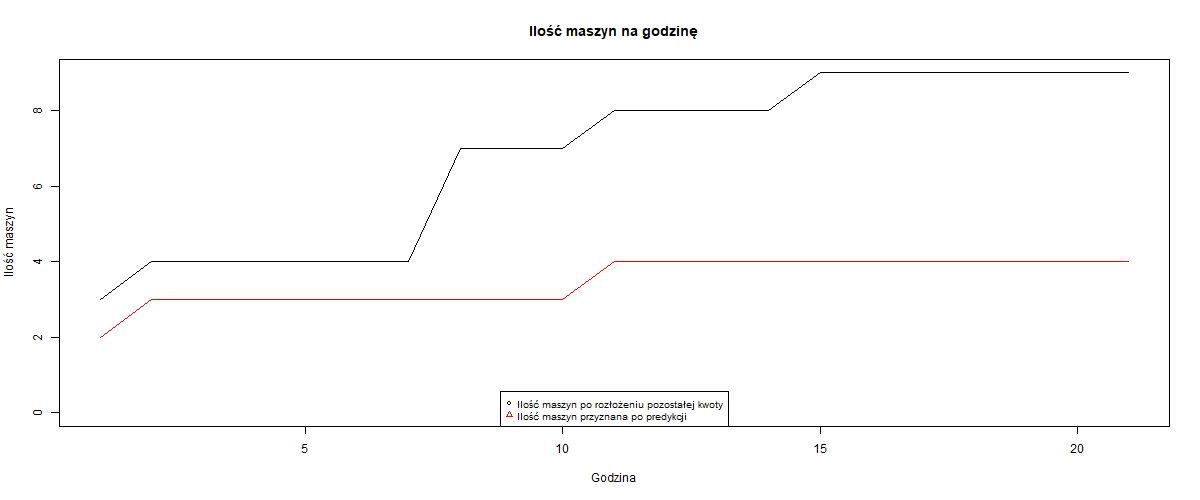 Ilość maszyn na godzinę
Ilość maszyn
8
6
4
2
0
Ilość maszyn po rozłożeniu pozostałej kwoty
Ilość maszyn przyznana po predykcji
5 10 15 20
Godzina